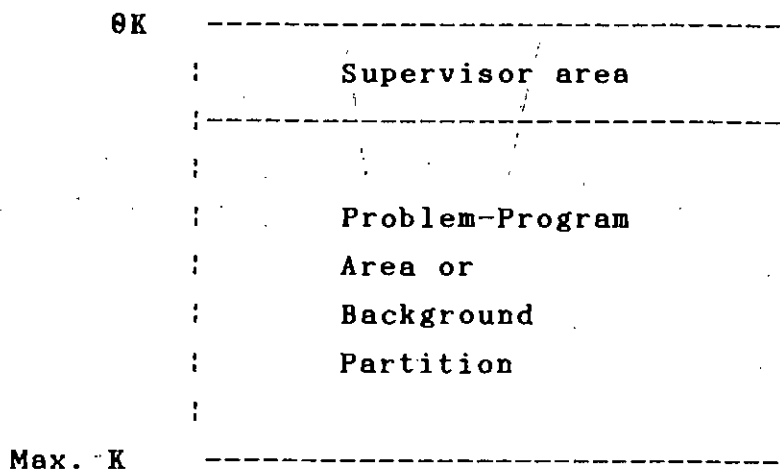 0K
Supervisor area
Problem-Program
Area or
Background
Partition
Max. K